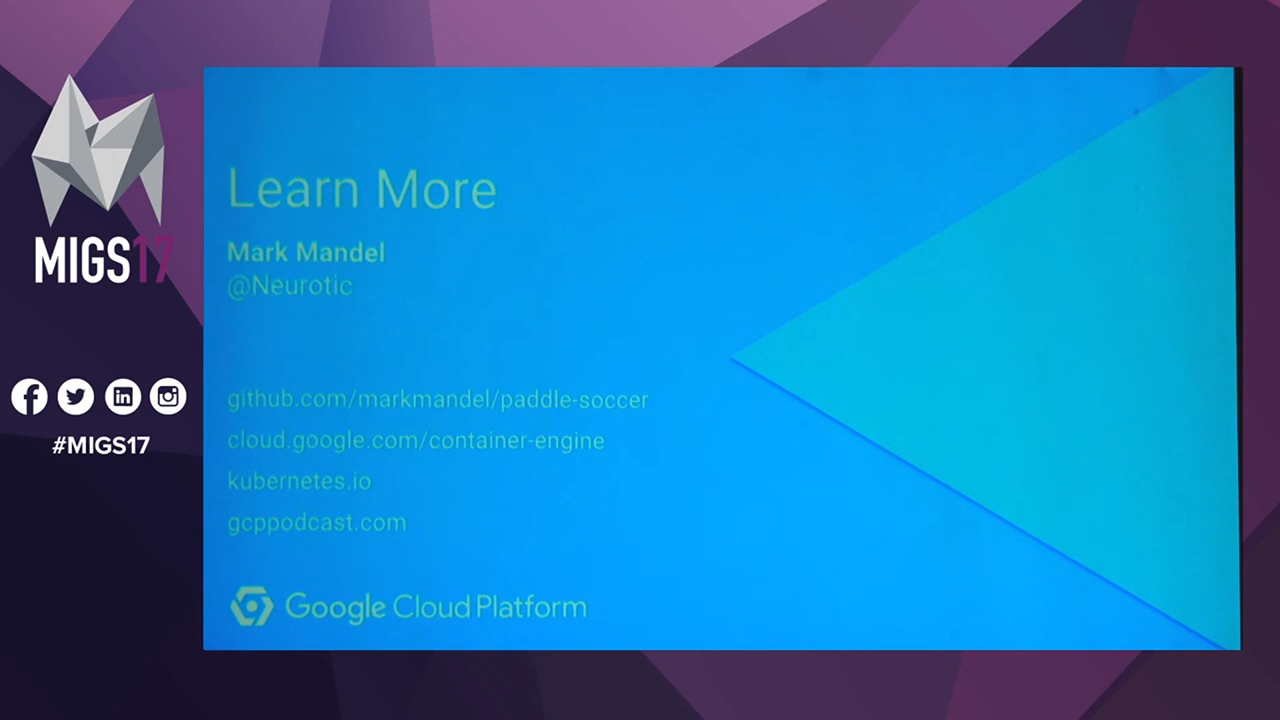 MIGS17
#MIGS17
Learn More
Mark Mandel
@Neurotic
github.com/markmandel/paddle-soccer
cloud.google.com/container-engine
kubernetes.io
gcppodcast.com
Google Cloud Platform